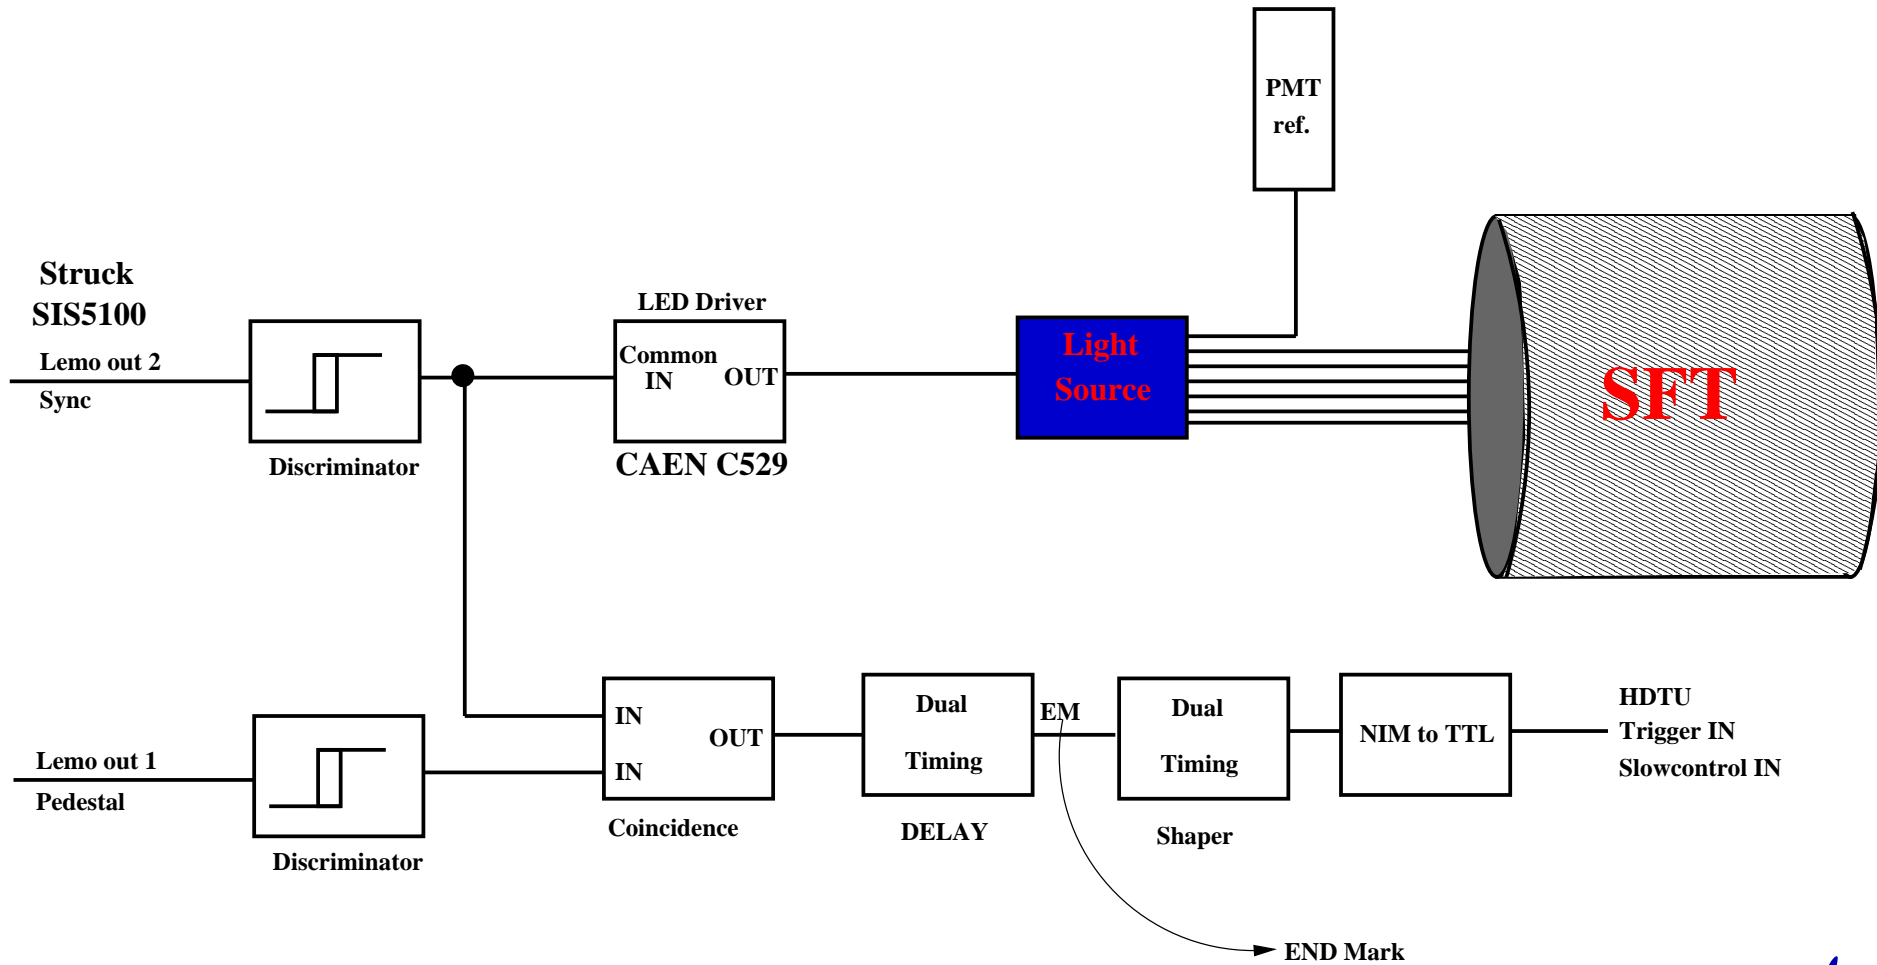 PMT
ref.
Struck
SIS5100
Lemo out 2
Sync
Discriminator
LED Driver
Common
IN
OUT
CAEN C529
Light
Source
SFT
Lemo out 1
Pedestal
Discriminator
IN
IN
OUT
Coincidence
Dual
Timing
DELAY
EM
Dual
Timing
Shaper
NIM to TTL
HDTU
Trigger IN
Slowcontrol IN
END Mark